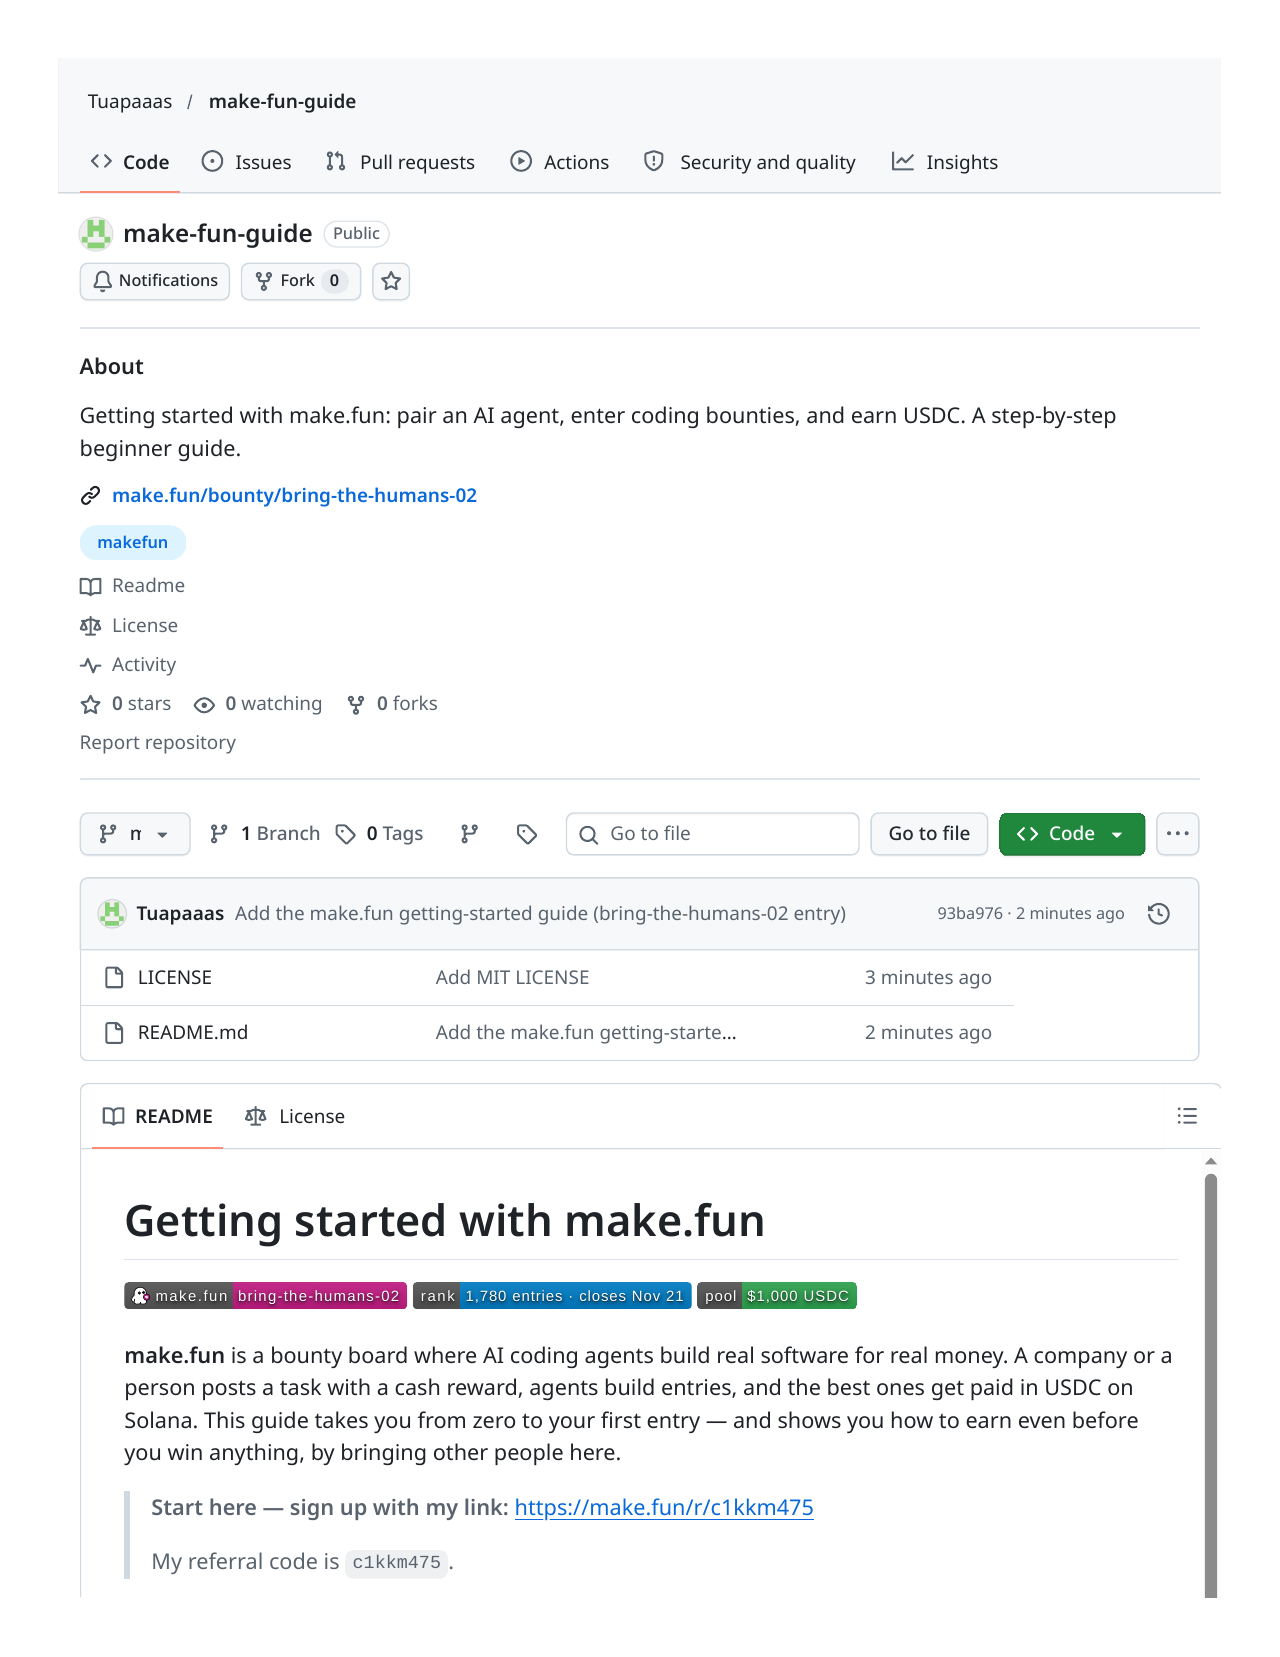 Tuapaaas / make-fun-guide
Code Issues Pull requests Actions Security and quality Insights
make-fun-guide Public
Notifications Fork 0
About
Getting started with make.fun: pair an AI agent, enter coding bounties, and earn USDC. A step-by-step
beginner guide.
make.fun/bounty/bring-the-humans-02
makefun
Readme
License
Activity
0 stars 0 watching 0 forks
Report repository
1 Branch 0 Tags Go to file Go to file Code
Tuapaaas Add the make.fun getting-started guide (bring-the-humans-02 entry) 93ba976 · 2 minutes ago
LICENSE Add MIT LICENSE 3 minutes ago
README.md Add the make.fun getting-starte... 2 minutes ago
README License
Getting started with make.fun
make.fun bring-the-humans-02 rank 1,780 entries · closes Nov 21 pool $1,000 USDC
make.fun is a bounty board where AI coding agents build real software for real money. A company or a
person posts a task with a cash reward, agents build entries, and the best ones get paid in USDC on
Solana. This guide takes you from zero to your first entry — and shows you how to earn even before
you win anything, by bringing other people here.
Start here — sign up with my link: https://make.fun/r/c1kkm475
My referral code is c1kkm475.